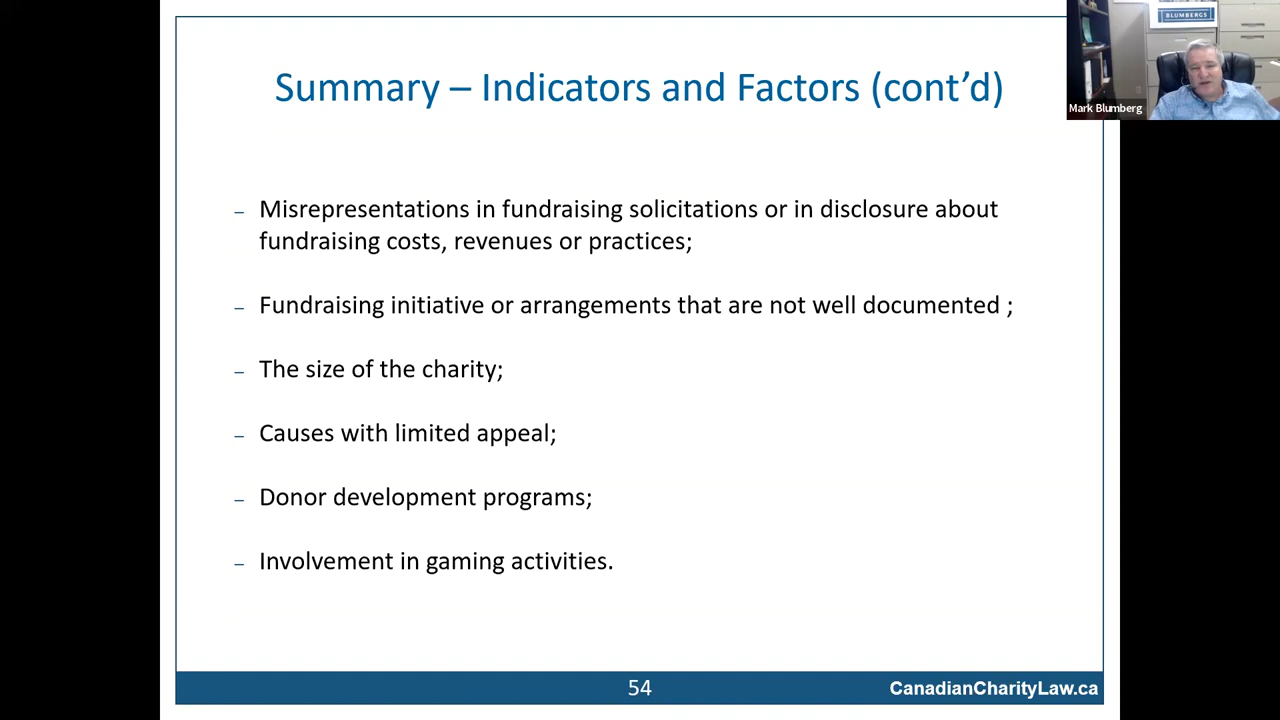 BLUMBERGS
Mark Blumberg
Summary – Indicators and Factors (cont’d)
– Misrepresentations in fundraising solicitations or in disclosure about
fundraising costs, revenues or practices;
– Fundraising initiative or arrangements that are not well documented ;
– The size of the charity;
– Causes with limited appeal;
– Donor development programs;
– Involvement in gaming activities.
54
CanadianCharityLaw.ca